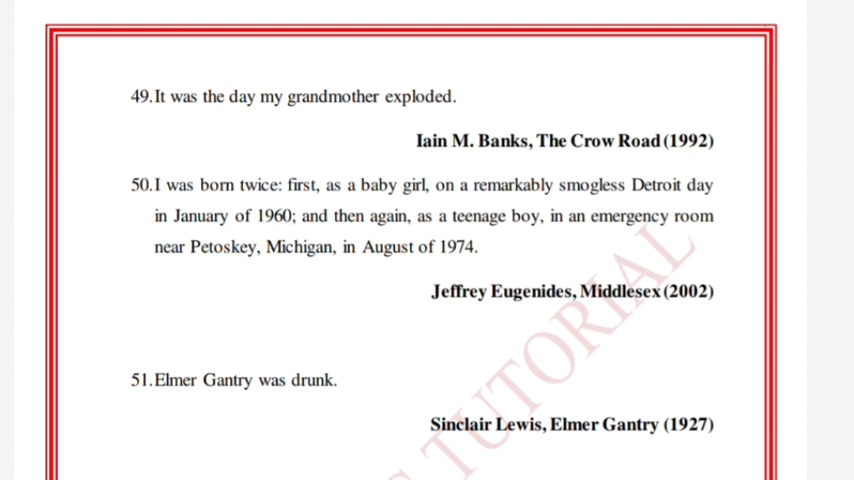 49.It was the day my grandmother exploded.
Iain M. Banks, The Crow Road (1992)
50.I was born twice: first, as a baby girl, on a remarkably smogless Detroit day
in January of 1960; and then again, as a teenage boy, in an emergency room
near Petoskey, Michigan, in August of 1974.
Jeffrey Eugenides, Middlesex (2002)
51.Elmer Gantry was drunk.
Sinclair Lewis, Elmer Gantry (1927)
TUTORIAL